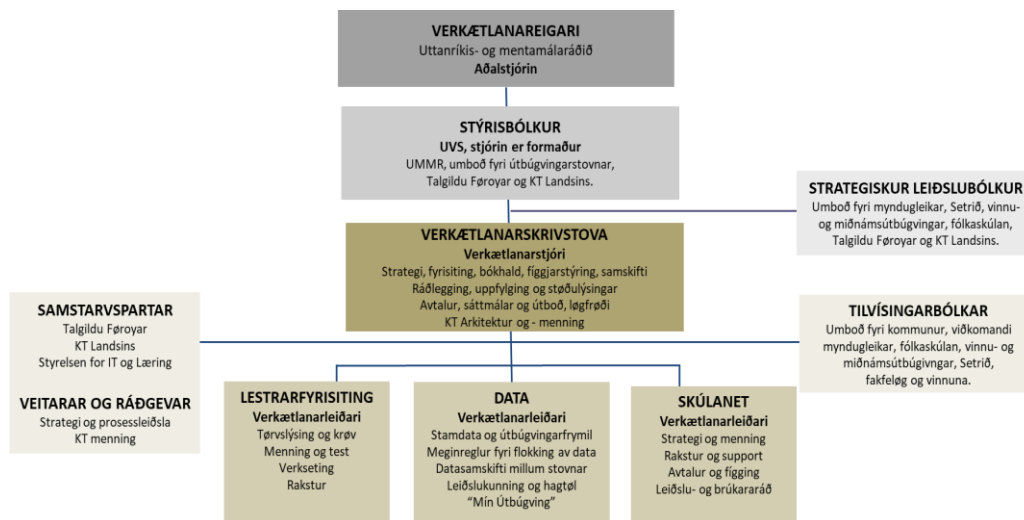 VERKÆTLANAREIGARI
Uttanríkis- og mentamálaráðið
Aðalstjórin
STÝRISBÓLKUR
UVS, stjórin er formaður
UMMR, umboð fyri útbúgvingarstovnar,
Talgildu Føroyar og KT Landsins.
STRATEGISKUR LEIÐSLUBÓLKUR
Umboð fyri myndugleikar, Setrið, vinnu-
og miðnámsútbúgvingar, fólkaskúlan,
Talgildu Føroyar og KT Landsins.
VERKÆTLANARSKRIVSTOVA
Verkætlanarstjóri
Strategi, fyrisiting, bókhald, fíggjarstýring, samskifti
Ráðlegging, uppfylging og støðulýsingar
Avtalur, sáttmálar og útboð, løgfrøði
KT Arkitektur og - menning
SAMSTARVSPARTAR
Talgildu Føroyar
KT Landsins
Styrelsen for IT og Læring
VEITARAR OG RÁÐGEVAR
Strategi og prosessleiðsla
KT menning
TILVÍSINGARBÓLKAR
Umboð fyri kommunur, viðkomandi
myndugleikar, fólkaskúlan, vinnu- og
miðnámsútbúgivngar, Setrið,
fakfeløg og vinnuna.
LESTRARFYRISITING
Verkætlanarleiðari
Tørvslýsing og krøv
Menning og test
Verkseting
Rakstur
DATA
Verkætlanarleiðari
Stamdata og útbúgvingarfrymil
Meginreglur fyri flokking av data
Datasamskifti millum stovnar
Leiðslukunning og hagtøl
“Mín Útbúgving”
SKÚLANET
Verkætlanarleiðari
Strategi og menning
Rakstur og support
Avtalur og fígging
Leiðslu- og brúkararáð